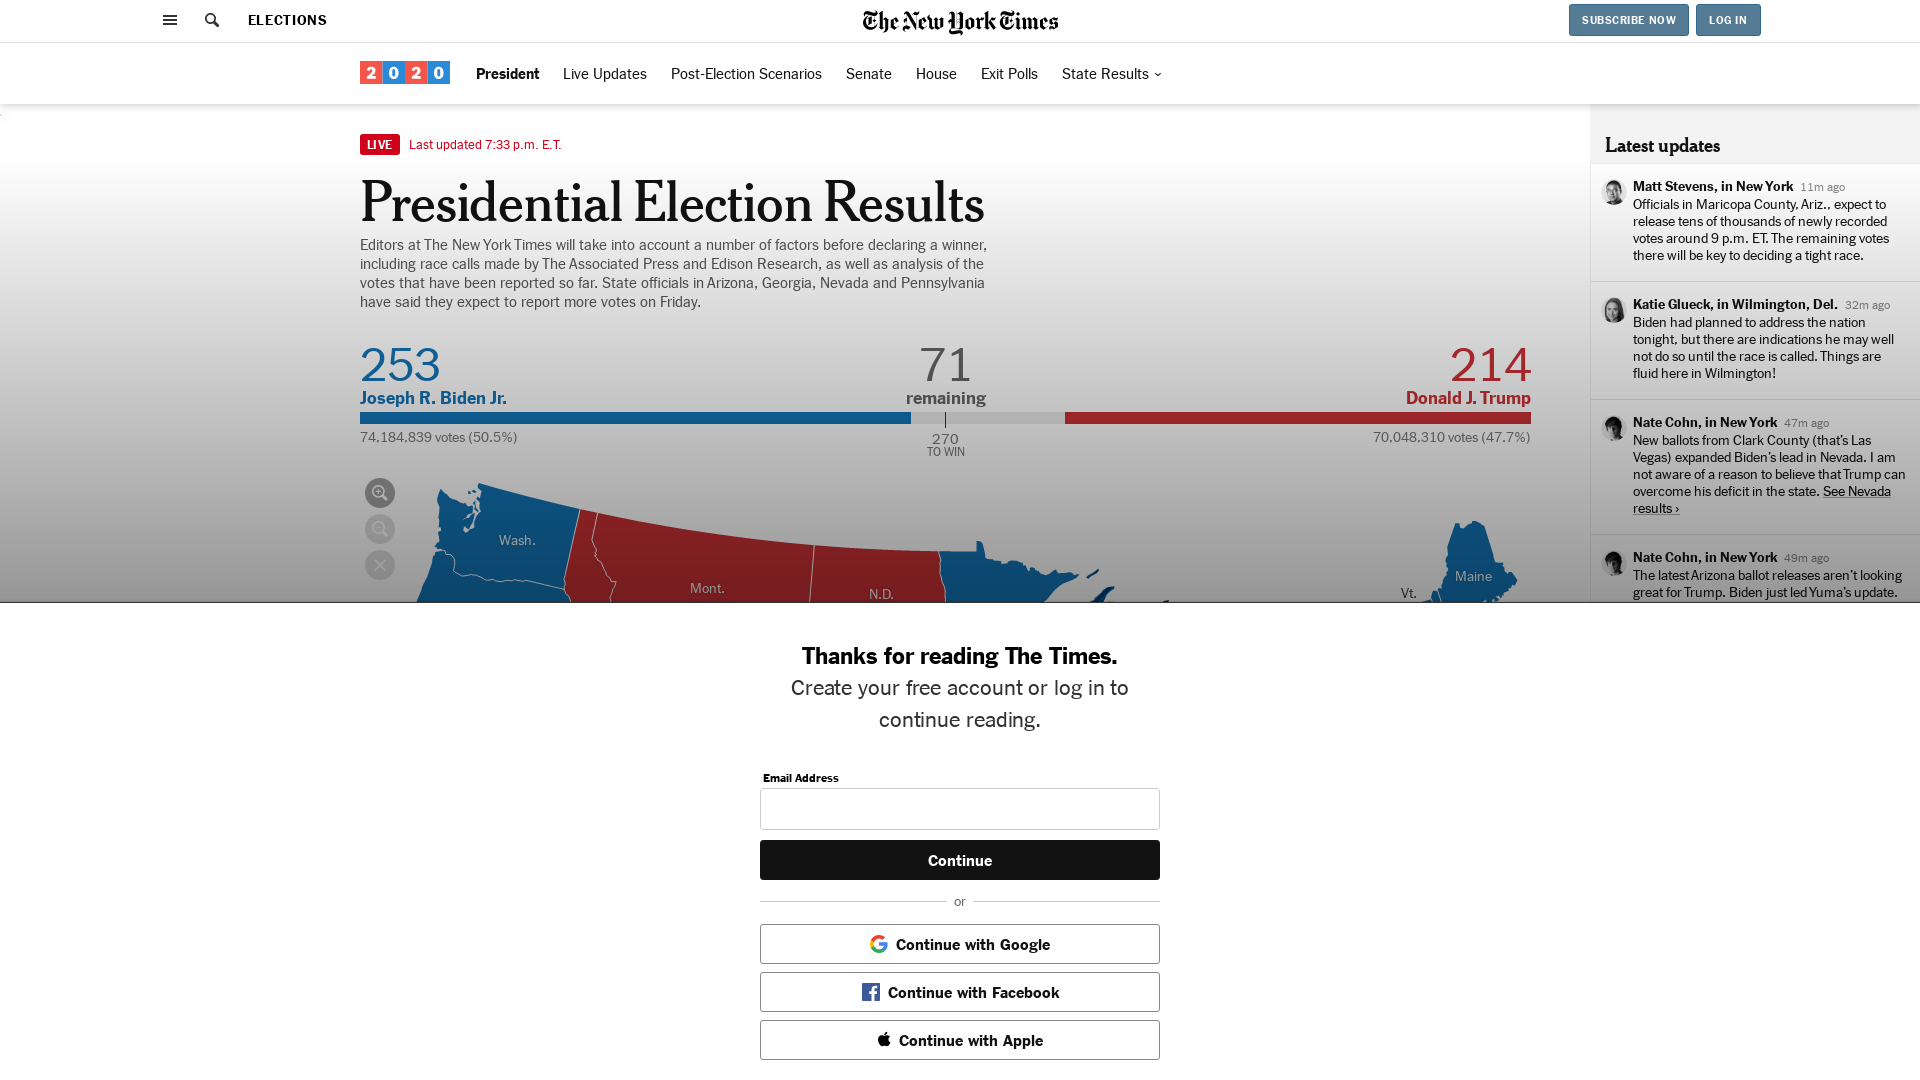 ELECTIONS
The New York Times
SUBSCRIBE NOW
LOG IN
2020
President
Live Updates
Post-Election Scenarios
Senate
House
Exit Polls
State Results
LIVE
Last updated 7:33 p.m. E.T.
Presidential Election Results
Editors at The New York Times will take into account a number of factors before declaring a winner,
including race calls made by The Associated Press and Edison Research, as well as analysis of the
votes that have been reported so far. State officials in Arizona, Georgia, Nevada and Pennsylvania
have said they expect to report more votes on Friday.
253
Joseph R. Biden Jr.
71
remaining
214
Donald J. Trump
74,184,839 votes (50.5%)
270
TO WIN
70,048,310 votes (47.7%)
Wash.
Mont.
N.D.
Vt.
Maine
Latest updates
Matt Stevens, in New York 11m ago
Officials in Maricopa County, Ariz., expect to
release tens of thousands of newly recorded
votes around 9 p.m. ET. The remaining votes
there will be key to deciding a tight race.
Katie Glueck, in Wilmington, Del. 32m ago
Biden had planned to address the nation
tonight, but there are indications he may well
not do so until the race is called. Things are
fluid here in Wilmington!
Nate Cohn, in New York 47m ago
New ballots from Clark County (that’s Las
Vegas) expanded Biden’s lead in Nevada. I am
not aware of a reason to believe that Trump can
overcome his deficit in the state. See Nevada
results ›
Nate Cohn, in New York 49m ago
The latest Arizona ballot releases aren’t looking
great for Trump. Biden just led Yuma’s update.
Thanks for reading The Times.
Create your free account or log in to
continue reading.
Email Address
Continue
or
Continue with Google
Continue with Facebook
Continue with Apple